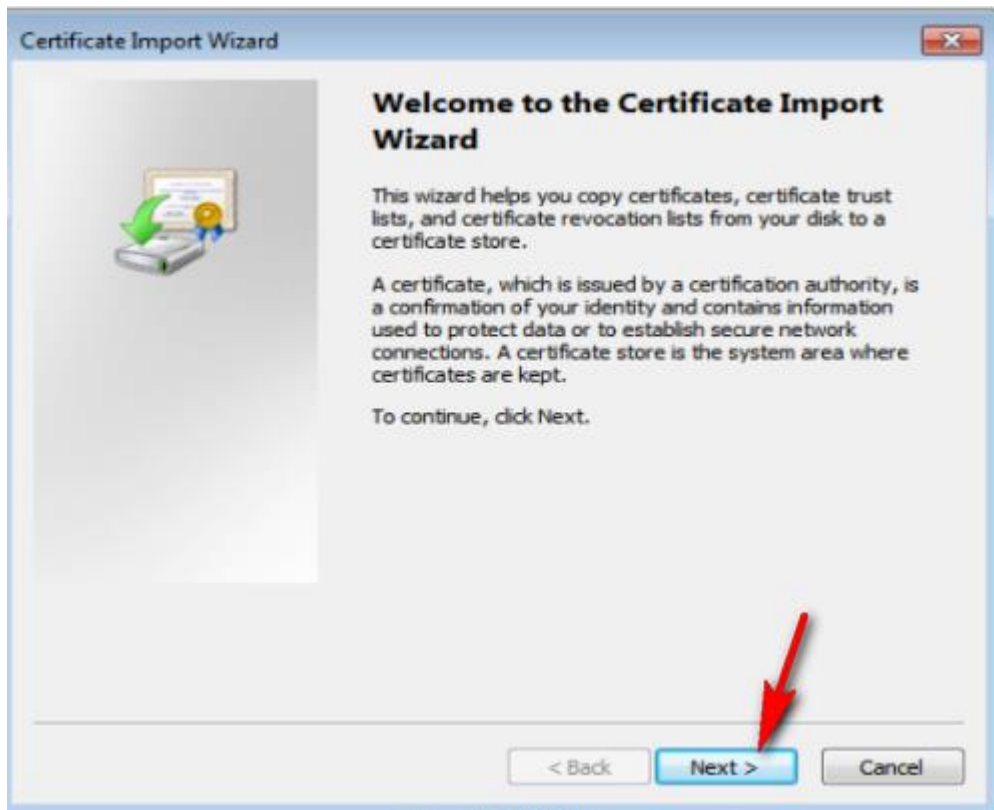 Certificate Import Wizard
Welcome to the Certificate Import
Wizard
This wizard helps you copy certificates, certificate trust
lists, and certificate revocation lists from your disk to a
certificate store.
A certificate, which is issued by a certification authority, is
a confirmation of your identity and contains information
used to protect data or to establish secure network
connections. A certificate store is the system area where
certificates are kept.
To continue, click Next.
< Back Next > Cancel